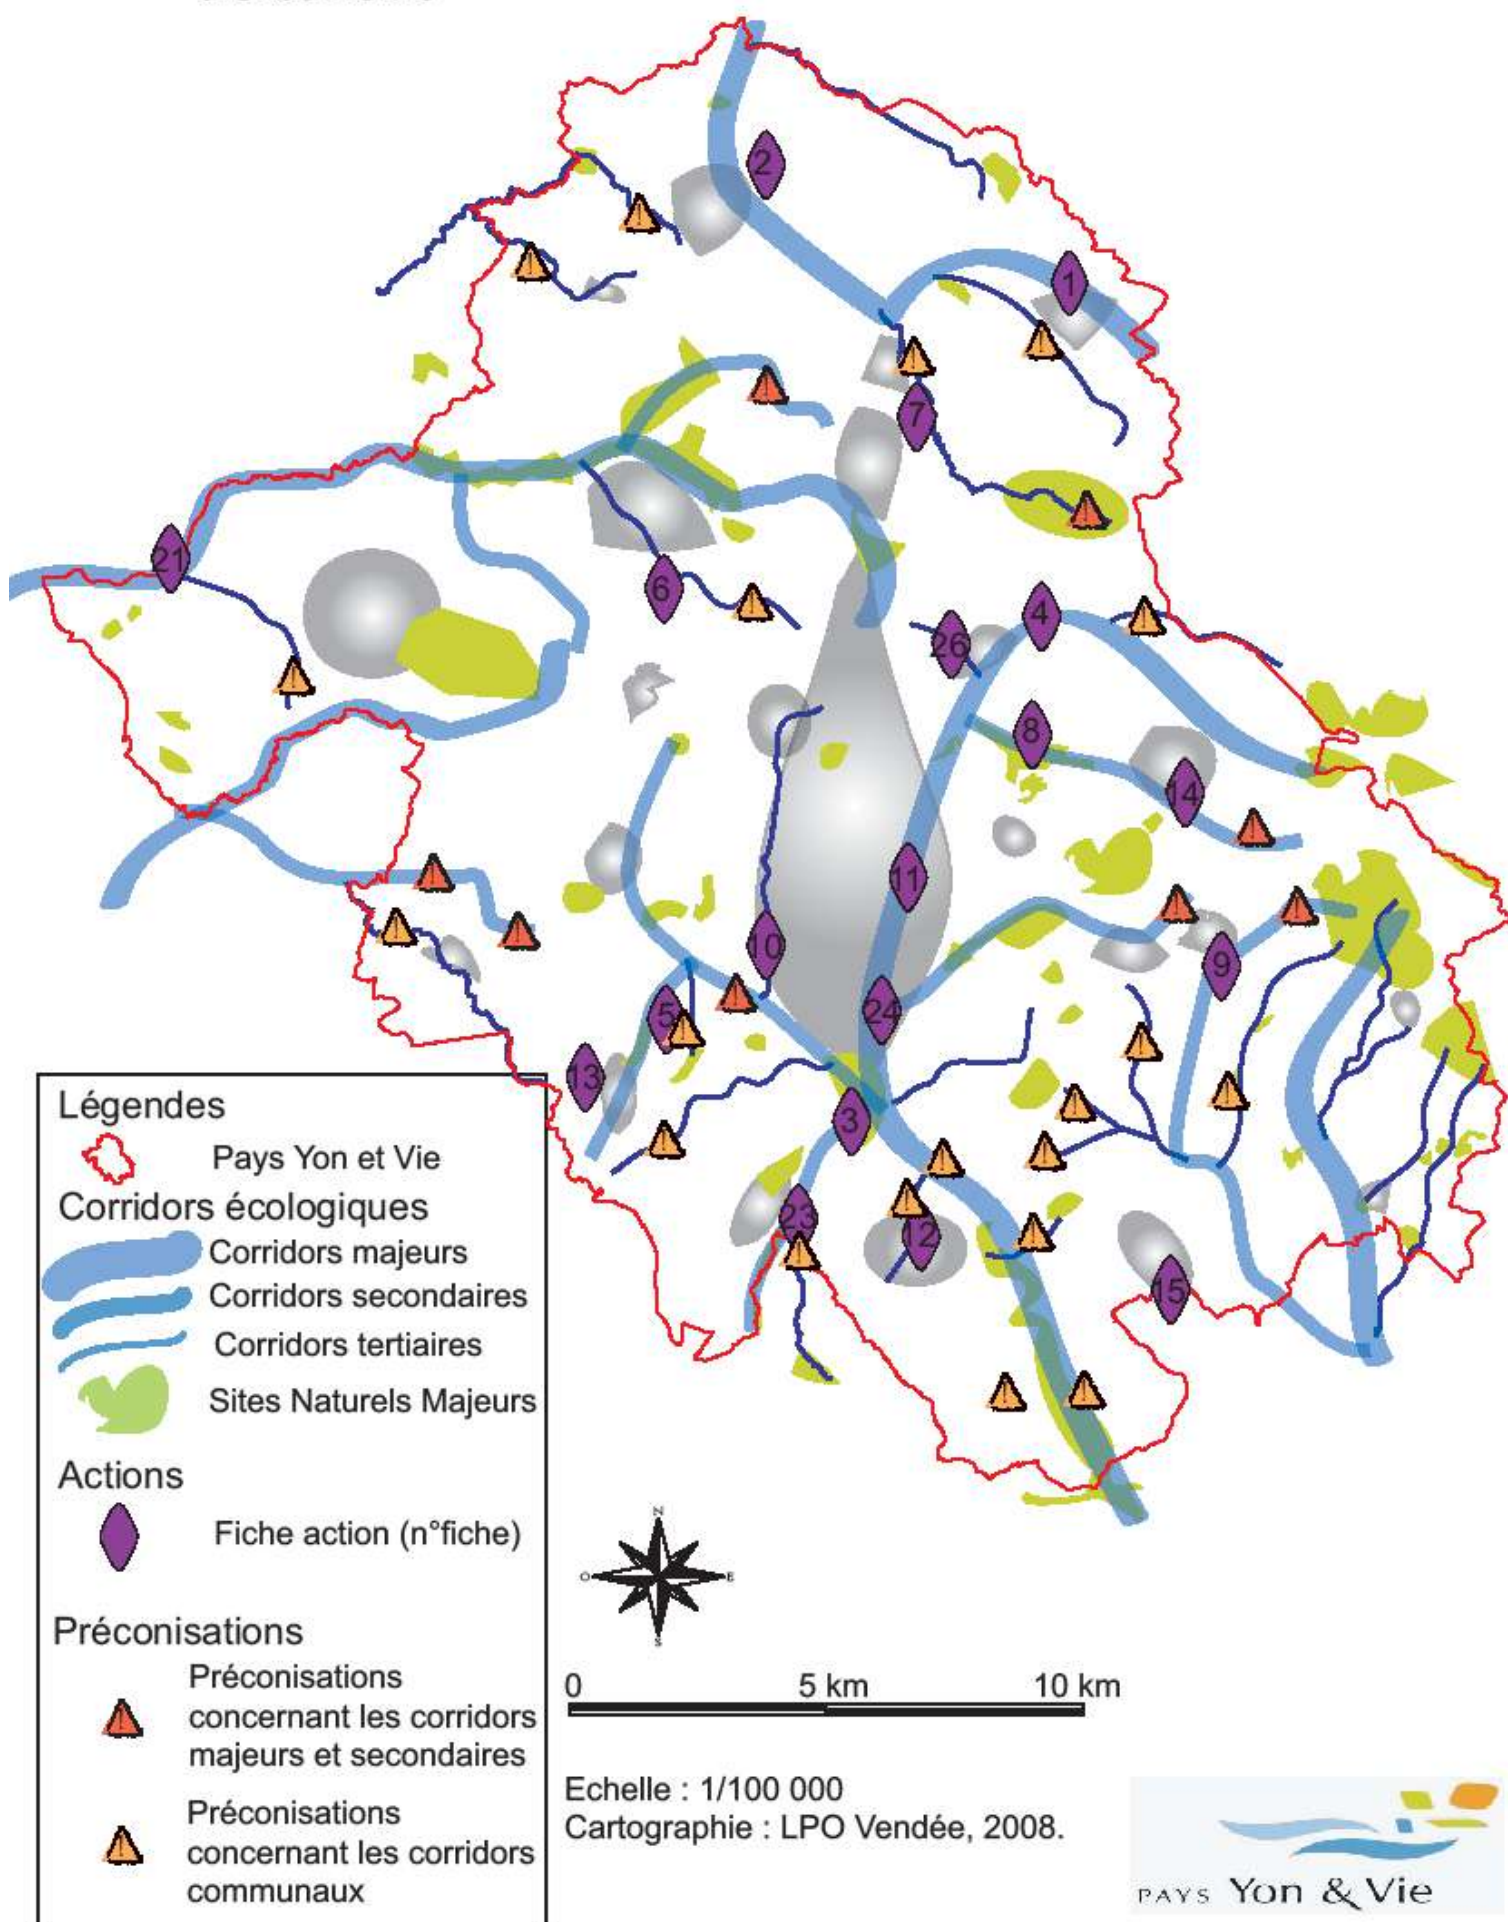 2
1
7
21
6
4
26
8
14
11
10
9
24
5
13
3
23
12
15
Légendes
Pays Yon et Vie
Corridors écologiques
Corridors majeurs
Corridors secondaires
Corridors tertiaires
Sites Naturels Majeurs
Actions
Fiche action (n°fiche)
Préconisations
Préconisations
concernant les corridors
majeurs et secondaires
Préconisations
concernant les corridors
communaux
N
O
E
S
0 5 km 10 km
Echelle : 1/100 000
Cartographie : LPO Vendée, 2008.
PAYS Yon & Vie